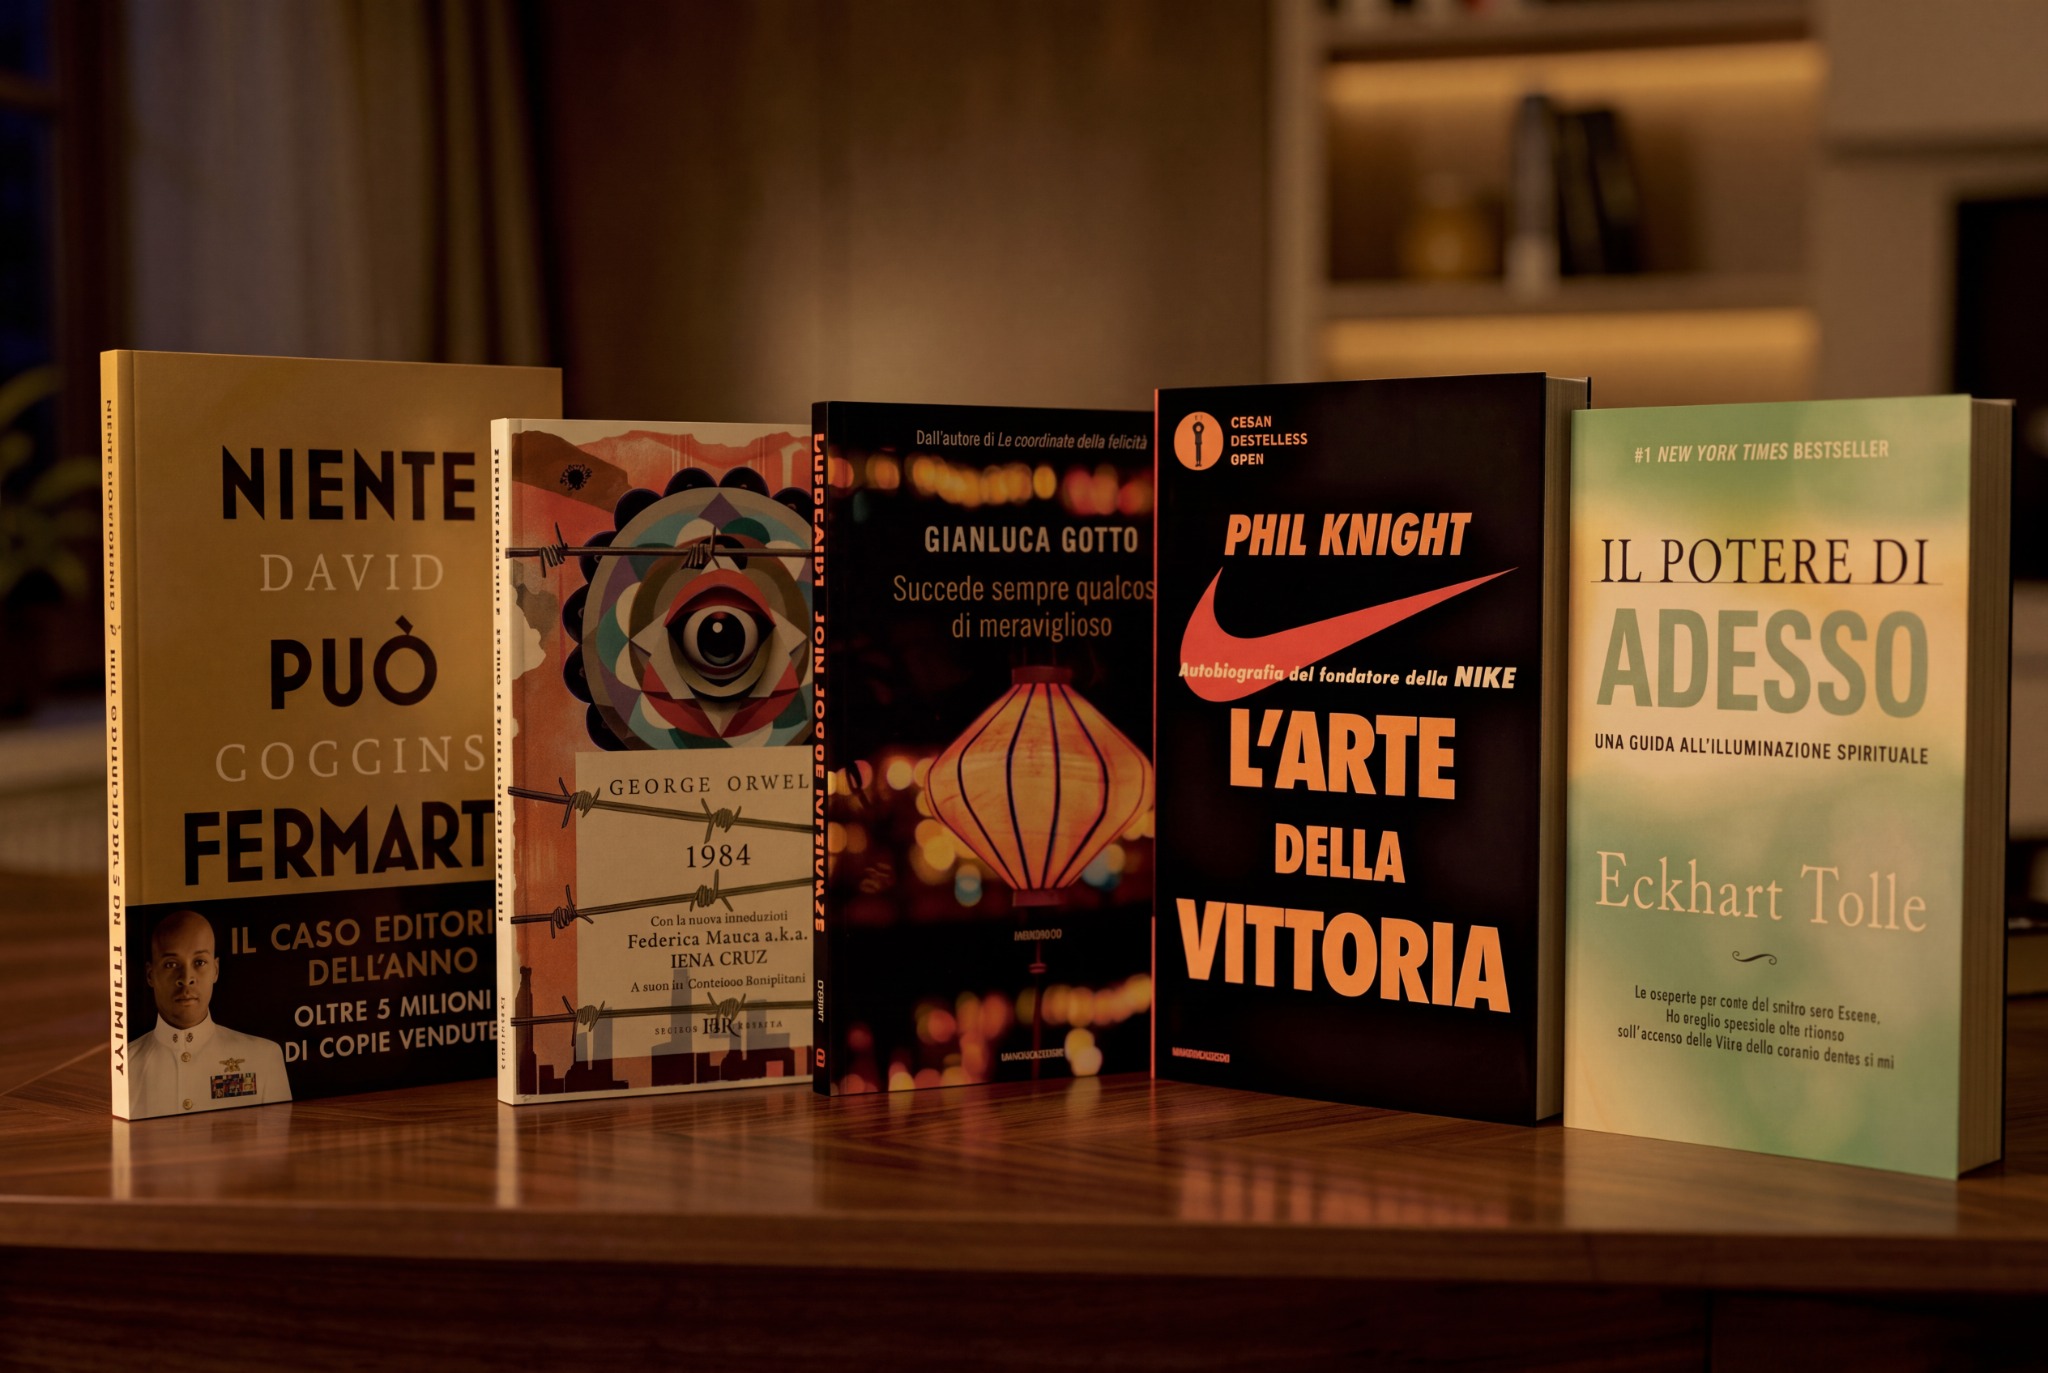 NIENTE
DAVID
PUÒ
COGGINS
FERMART
IL CASO EDITORI
DELL'ANNO
OLTRE 5 MILIONI
DI COPIE VENDUTE
GEORGE ORWEL
1984
Con la nuova inneduzioti
Federica Mauca a.k.a.
IENA CRUZ
A suon in Conteiooo Bonipiitani
Dall'autore di Le coordinate della felicità
GIANLUCA GOTTO
Succede sempre qualcos
di meraviglioso
CESAN
DESTELLESS
OPEN
PHIL KNIGHT
Autobiografia del fondatore della NIKE
L'ARTE
DELLA
VITTORIA
#1 NEW YORK TIMES BESTSELLER
IL POTERE DI
ADESSO
UNA GUIDA ALL'ILLUMINAZIONE SPIRITUALE
Eckhart Tolle
Le oseperte per conte del smitro sero Escene.
Ho ereglio speesiole olte rtionso
soll'accenso delle Vitre della coranio dentes si mni